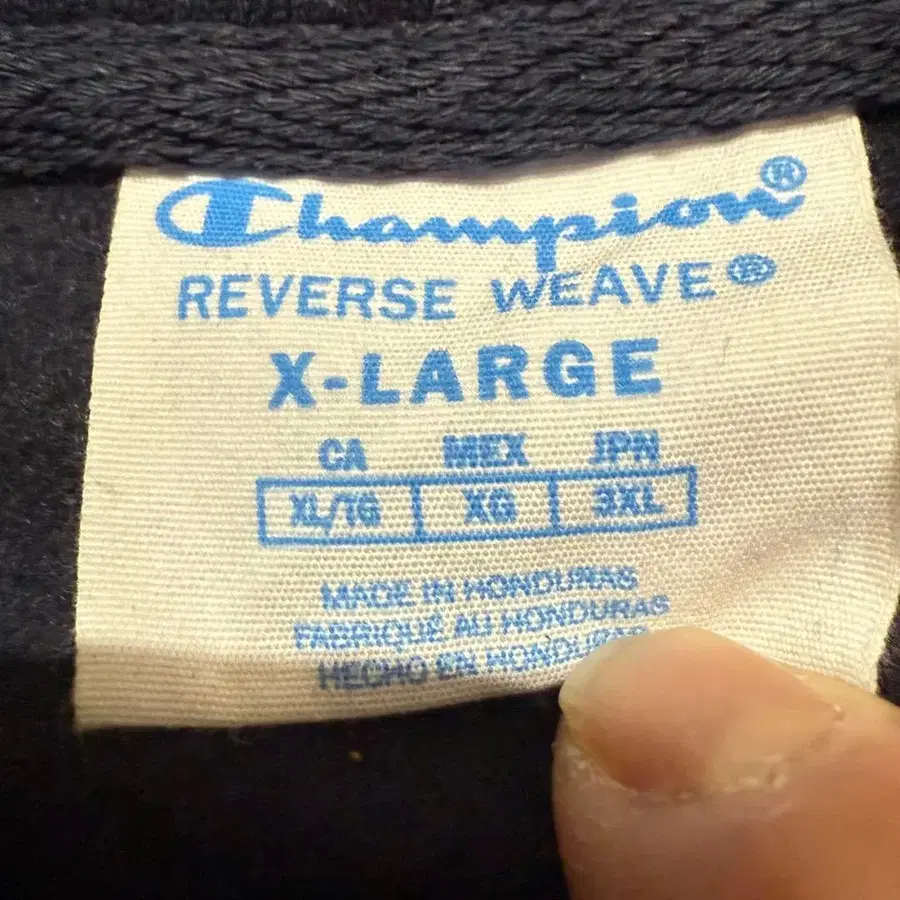 Champion®
REVERSE WEAVE®
X-LARGE
CA MEX JPN
XL/TG XG 3XL
MADE IN HONDURAS
FABRIQUÉ AU HONDURAS
HECHO EN HONDURAS